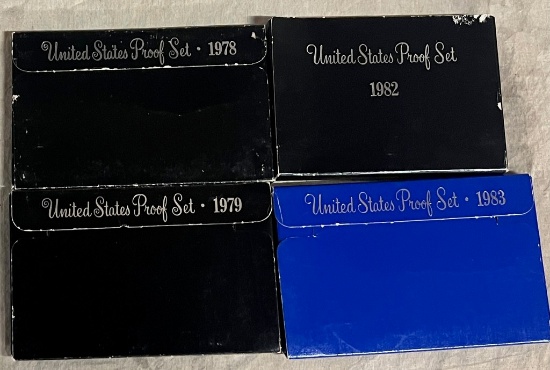 United States Proof Set · 1978
United States Proof Set
1982
United States Proof Set · 1979
United States Proof Set · 1983